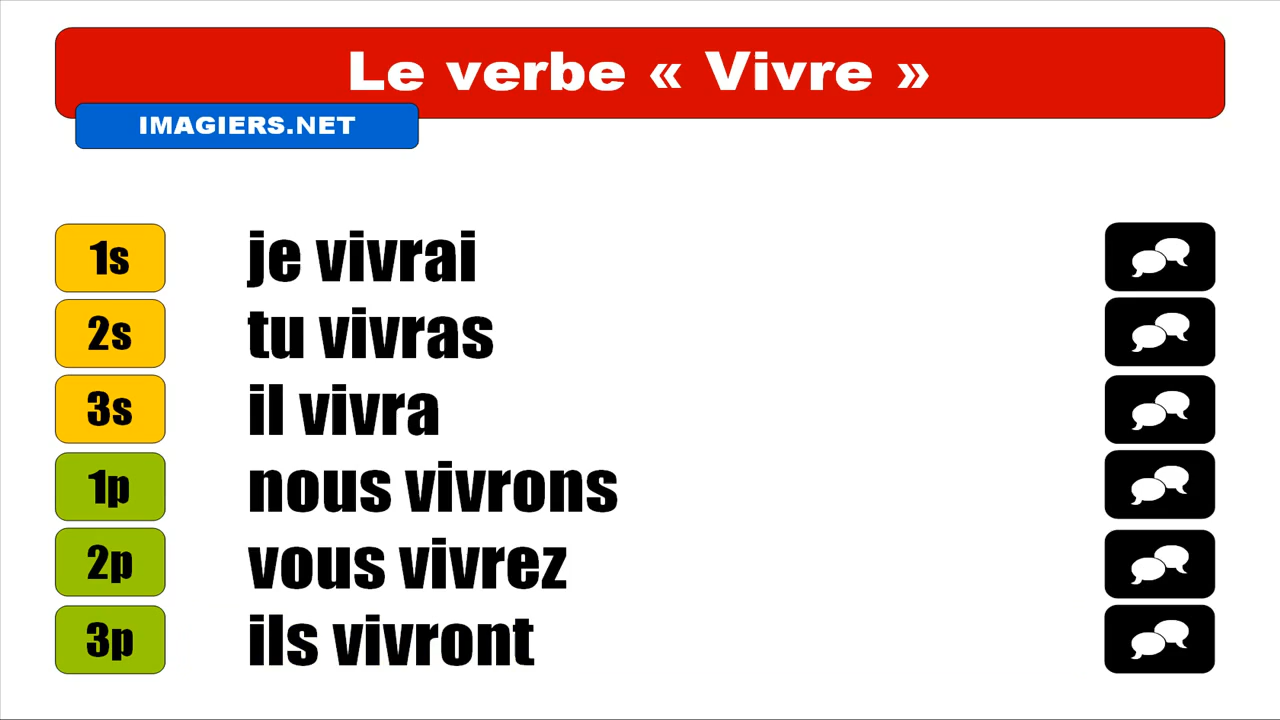 Le verbe « Vivre »
IMAGIERS.NET
1s je vivrai
2s tu vivras
3s il vivra
1p nous vivrons
2p vous vivrez
3p ils vivront